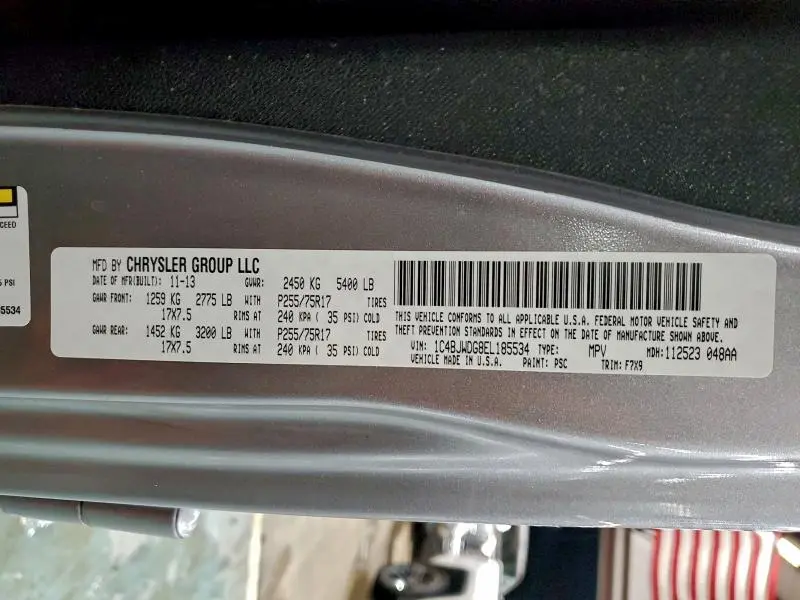 CEED
PSI
5534
MFD BY CHRYSLER GROUP LLC
DATE OF MFR(BUILT): 11-13 GVWR: 2450 KG 5400 LB
GAWR FRONT: 1259 KG 2775 LB WITH P255/75R17 TIRES
17X7.5 RIMS AT 240 KPA ( 35 PSI) COLD
GAWR REAR: 1452 KG 3200 LB WITH P255/75R17 TIRES
17X7.5 RIMS AT 240 KPA ( 35 PSI) COLD
THIS VEHICLE CONFORMS TO ALL APPLICABLE U.S.A. FEDERAL MOTOR VEHICLE SAFETY AND
THEFT PREVENTION STANDARDS IN EFFECT ON THE DATE OF MANUFACTURE SHOWN ABOVE.
VIN: 1C4BJWDG8EL185534 TYPE: MPV MDH: 112523 048AA
VEHICLE MADE IN U.S.A. PAINT: PSC TRIM: F7X9